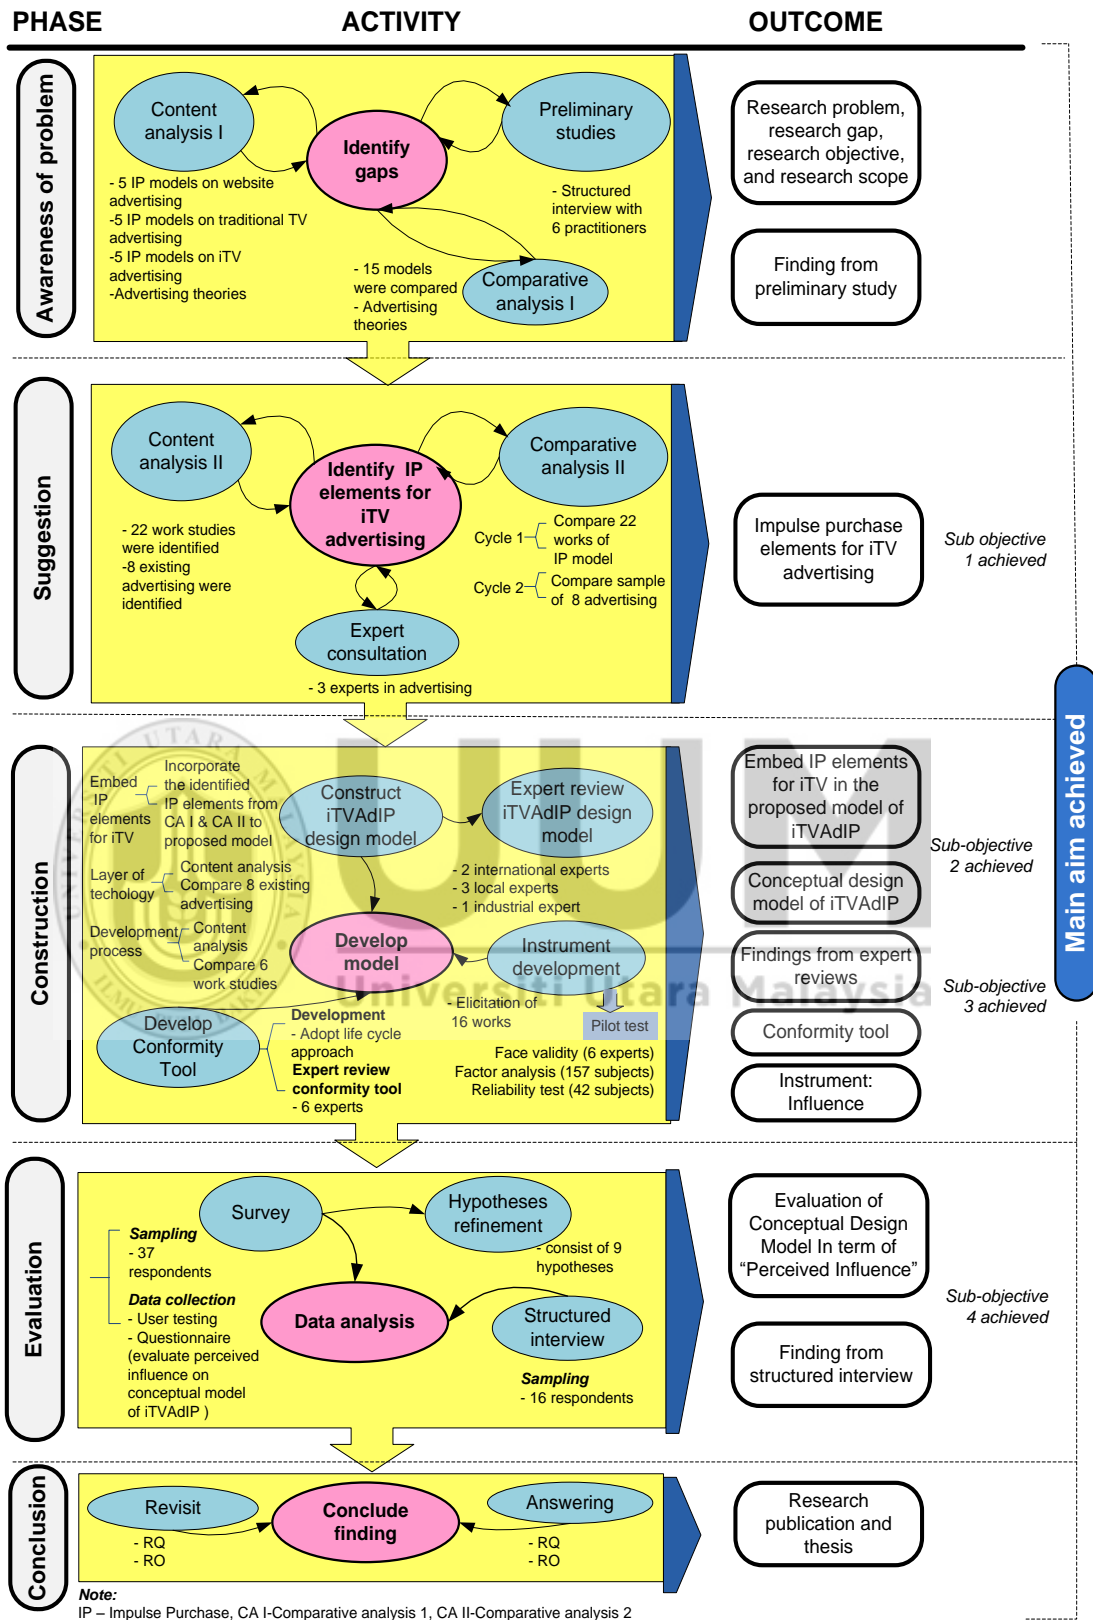 PHASE ACTIVITY OUTCOME
Awareness of problem
Content
analysis I
Identify
gaps
Preliminary
studies
- 5 IP models on website
advertising
-5 IP models on traditional TV
advertising
-5 IP models on iTV
advertising
-Advertising theories
- Structured
interview with
6 practitioners
- 15 models
were compared
- Advertising
theories
Comparative
analysis I
Research problem,
research gap,
research objective,
and research scope
Finding from
preliminary study
Suggestion
Content
analysis II
Identify IP
elements for
iTV
advertising
Comparative
analysis II
- 22 work studies
were identified
-8 existing
advertising were
identified
Cycle 1
Compare 22
works of
IP model
Cycle 2
Compare sample
of 8 advertising
Expert
consultation
- 3 experts in advertising
Impulse purchase
elements for iTV
advertising
Sub objective
1 achieved
Main aim achieved
Construction
Embed
IP
elements
for iTV
Incorporate
the identified
IP elements from
CA I & CA II to
proposed model
Layer of
techology
Content analysis
Compare 8 existing
advertising
Development
process
Content
analysis
Compare 6
work studies
Construct
iTVAdIP
design model
Expert review
iTVAdIP design
model
- 2 international experts
- 3 local experts
- 1 industrial expert
Develop
model
Instrument
development
- Elicitation of
16 works
Pilot test
Face validity (6 experts)
Factor analysis (157 subjects)
Reliability test (42 subjects)
Develop
Conformity
Tool
Development
- Adopt life cycle
approach
Expert review
conformity tool
- 6 experts
Embed IP elements
for iTV in the
proposed model of
iTVAdIP
Conceptual design
model of iTVAdIP
Findings from expert
reviews
Conformity tool
Instrument:
Influence
Sub-objective
2 achieved
Sub-objective
3 achieved
UNIVERSITI UTARA MALAYSIA
UUM
Universiti Utara Malaysia
Evaluation
Survey
Hypotheses
refinement
- consist of 9
hypotheses
Sampling
- 37
respondents
Data collection
- User testing
- Questionnaire
(evaluate perceived
influence on
conceptual model
of iTVAdIP )
Data analysis
Structured
interview
Sampling
- 16 respondents
Evaluation of
Conceptual Design
Model In term of
“Perceived Influence”
Finding from
structured interview
Sub-objective
4 achieved
Conclusion
Revisit
- RQ
- RO
Conclude
finding
Answering
- RQ
- RO
Research
publication and
thesis
Note:
IP – Impulse Purchase, CA I-Comparative analysis 1, CA II-Comparative analysis 2